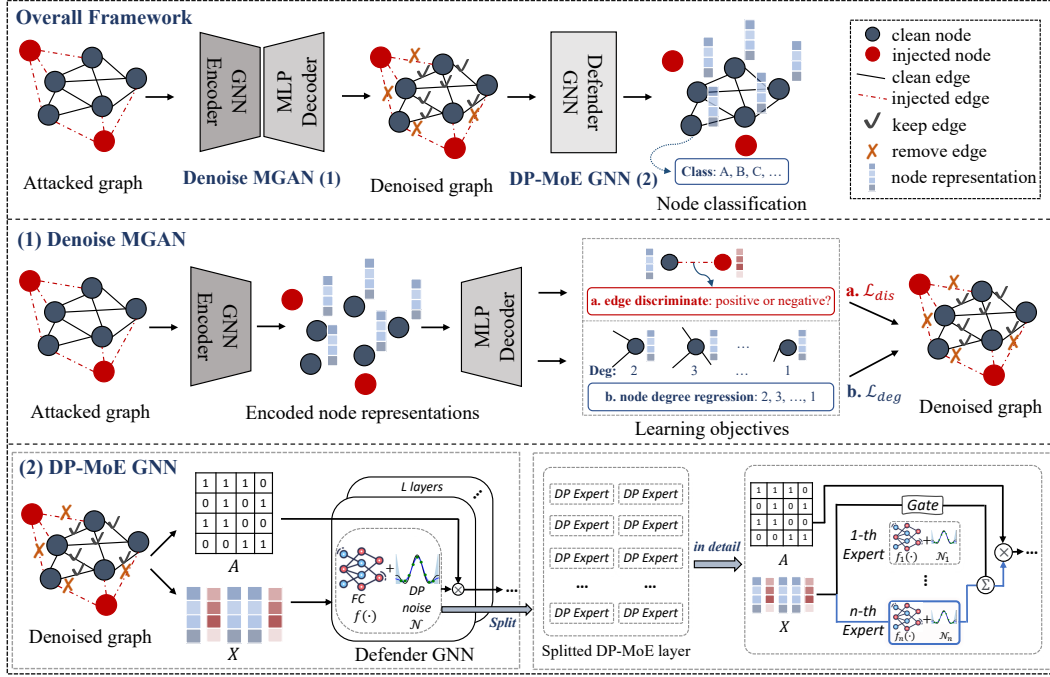 Overall Framework
GNN
Encoder
MLP
Decoder
Defender
GNN
Attacked graph
Denoise MGAN (1)
Denoised graph
DP-MoE GNN (2)
Class: A, B, C, ...
Node classification
clean node
injected node
clean edge
injected edge
keep edge
remove edge
node representation
(1) Denoise MGAN
GNN
Encoder
MLP
Decoder
a. edge discriminate: positive or negative?
Deg: 2 3 ... 1
b. node degree regression: 2, 3, ..., 1
a. ℒdis
b. ℒdeg
Attacked graph
Encoded node representations
Learning objectives
Denoised graph
(2) DP-MoE GNN
Denoised graph
1 1 1 0
0 1 0 1
1 1 0 0
0 0 1 1
A
X
L layers
...
FC
f(·)
+
DP
noise
𝒩
⊗
...
Defender GNN
Split
DP Expert DP Expert
DP Expert DP Expert
DP Expert DP Expert
... ...
DP Expert DP Expert
Splitted DP-MoE layer
in detail
1 1 1 0
0 1 0 1
1 1 0 0
0 0 1 1
A
X
Gate
1-th
Expert
f1(·)
+
𝒩1
⋮
n-th
Expert
fn(·)
+
𝒩n
Σ
⊗
...